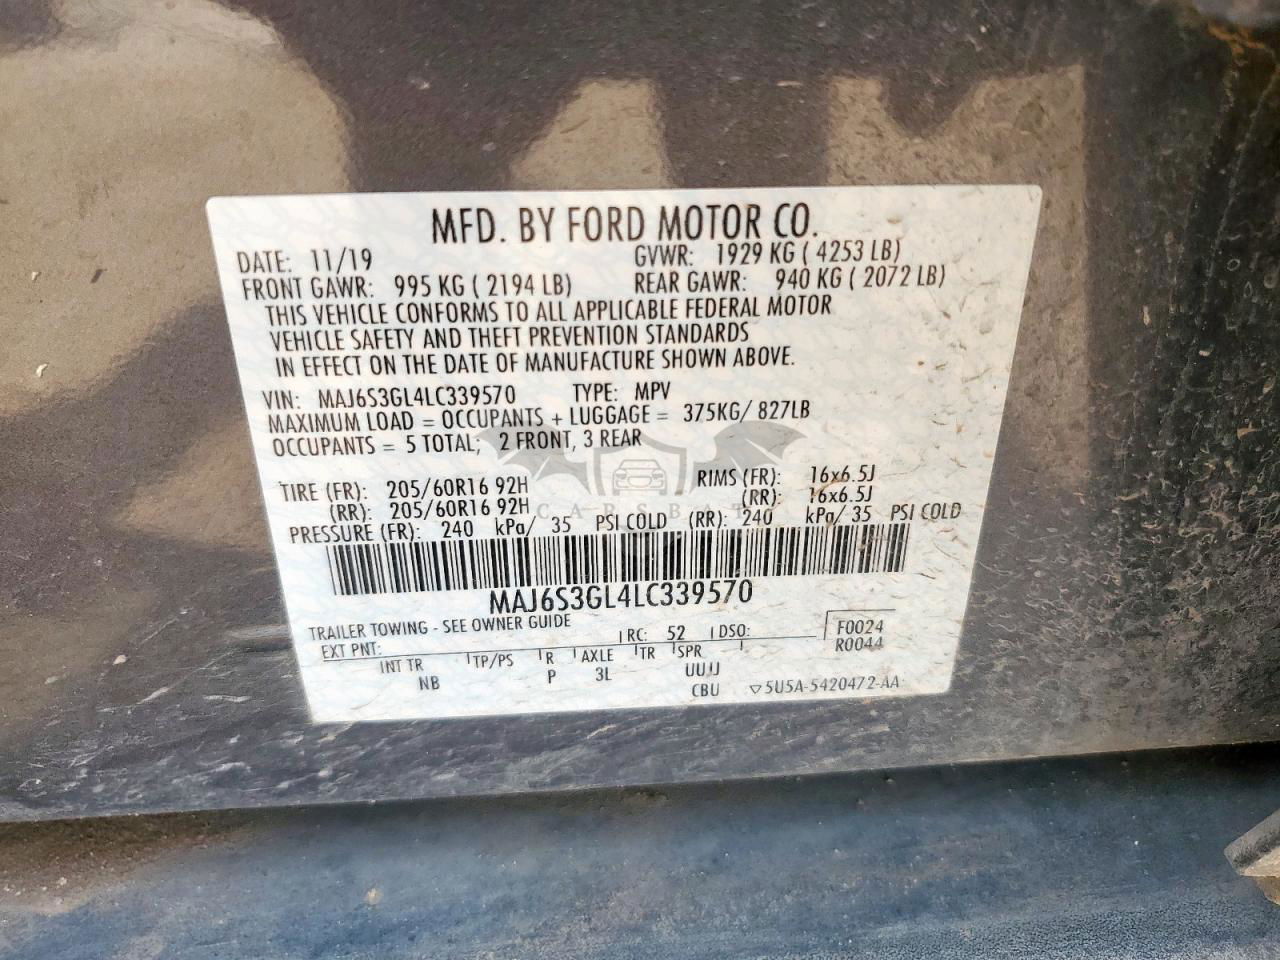 MFD. BY FORD MOTOR CO.
DATE: 11/19 GVWR: 1929 KG ( 4253 LB)
FRONT GAWR: 995 KG ( 2194 LB) REAR GAWR: 940 KG ( 2072 LB)
THIS VEHICLE CONFORMS TO ALL APPLICABLE FEDERAL MOTOR
VEHICLE SAFETY AND THEFT PREVENTION STANDARDS
IN EFFECT ON THE DATE OF MANUFACTURE SHOWN ABOVE.
VIN: MAJ6S3GL4LC339570 TYPE: MPV
MAXIMUM LOAD = OCCUPANTS + LUGGAGE = 375KG/ 827LB
OCCUPANTS = 5 TOTAL; 2 FRONT, 3 REAR
TIRE (FR): 205/60R16 92H RIMS (FR): 16x6.5J
(RR): 205/60R16 92H (RR): 16x6.5J
CARSBAT
PRESSURE (FR): 240 kPa/ 35 PSI COLD (RR): 240 kPa/ 35 PSI COLD
MAJ6S3GL4LC339570
TRAILER TOWING - SEE OWNER GUIDE
EXT PNT: RC: 52 DSO: F0024
R0044
INT TR TP/PS R AXLE TR SPR
NB P 3L UUJJ
CBU 5U5A-5420472-AA